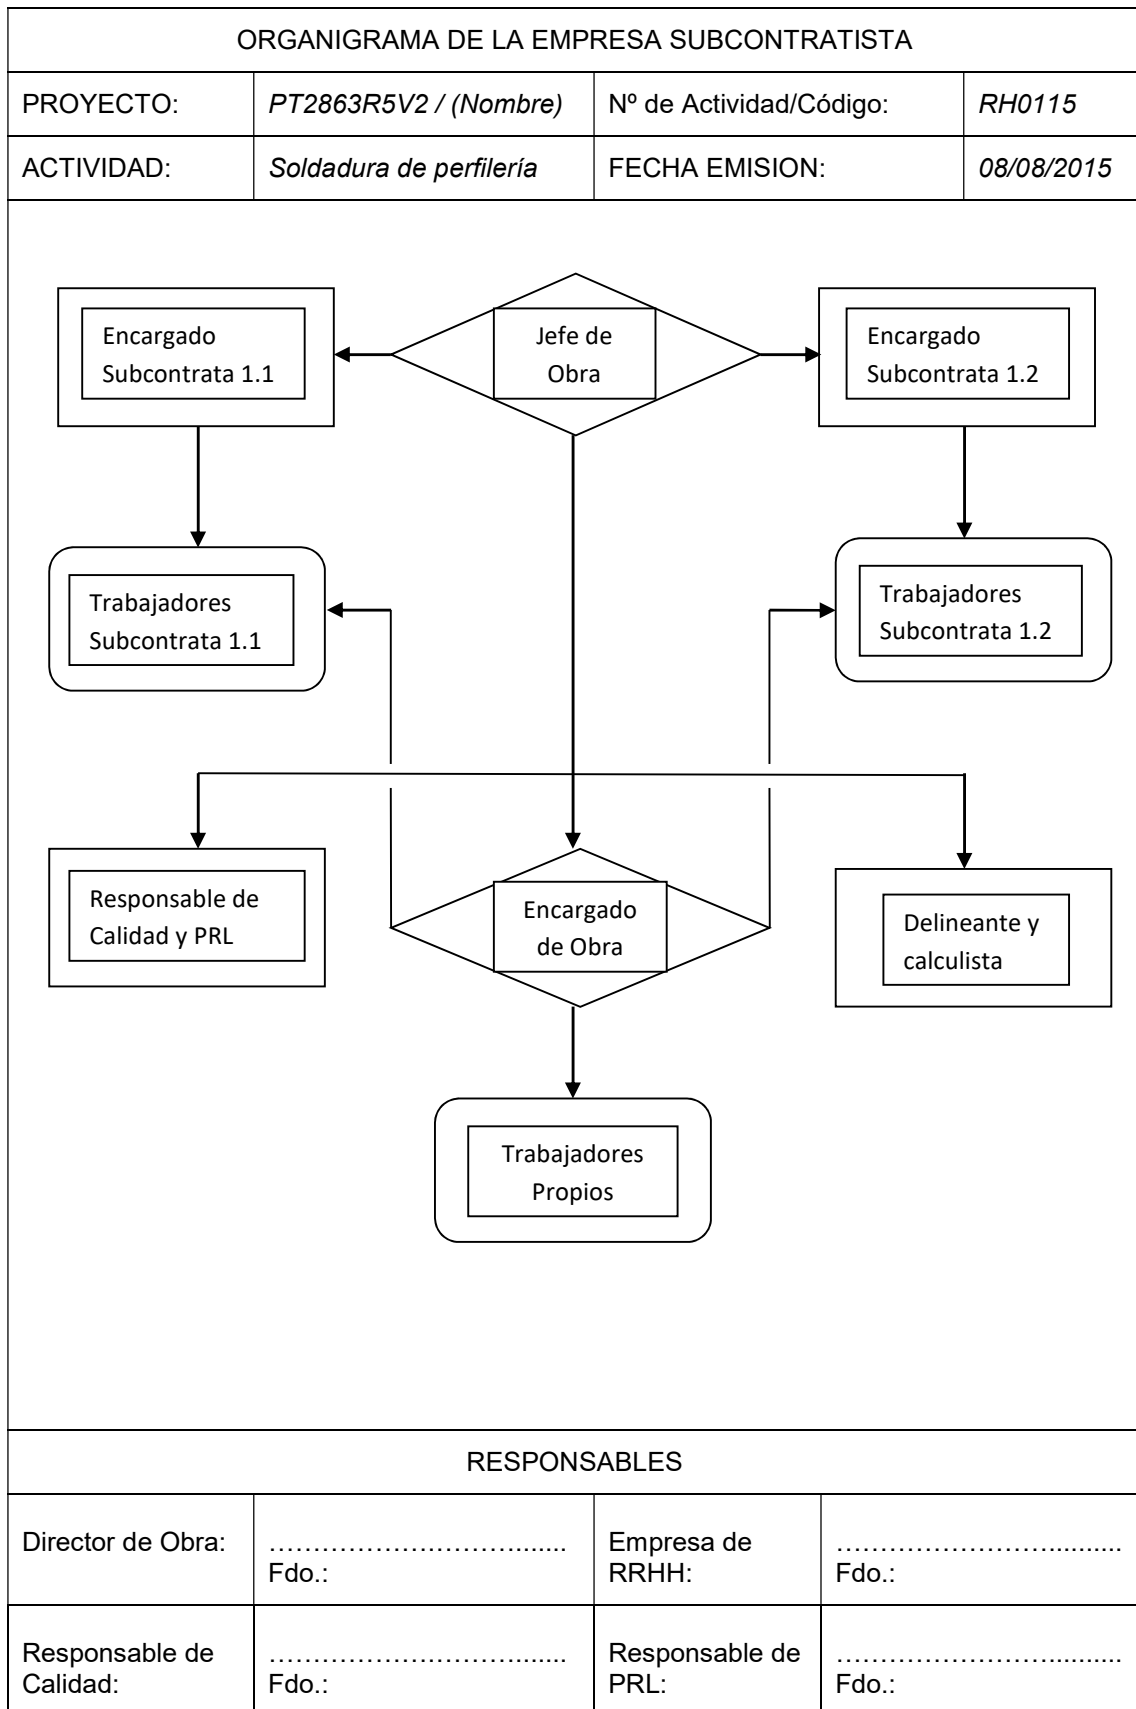 ORGANIGRAMA DE LA EMPRESA SUBCONTRATISTA
PROYECTO: PT2863R5V2 / (Nombre) Nº de Actividad/Código: RH0115
ACTIVIDAD: Soldadura de perfilería FECHA EMISION: 08/08/2015
Encargado
Subcontrata 1.1
Jefe de
Obra
Encargado
Subcontrata 1.2
Trabajadores
Subcontrata 1.1
Trabajadores
Subcontrata 1.2
Responsable de
Calidad y PRL
Encargado
de Obra
Delineante y
calculista
Trabajadores
Propios
RESPONSABLES
Director de Obra:
…………………………......
Fdo.:
Empresa de
RRHH:
……………………..........
Fdo.:
Responsable de
Calidad:
…………………………......
Fdo.:
Responsable de
PRL:
……………………..........
Fdo.: